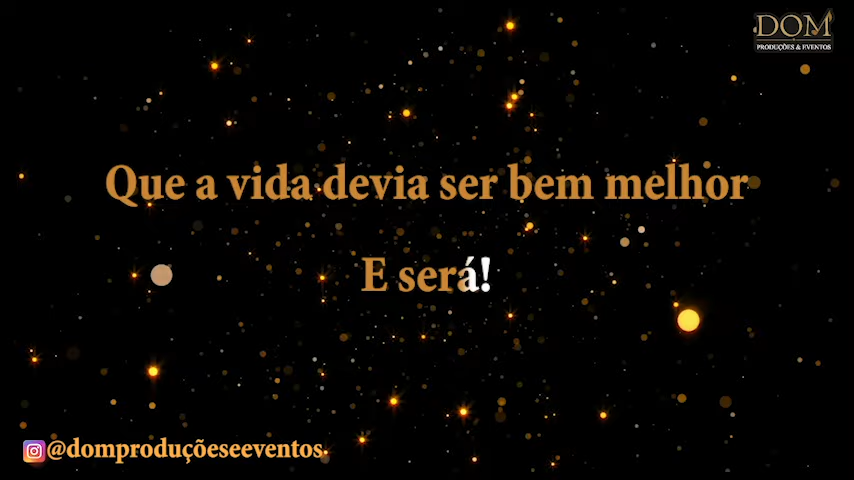 DOM
PRODUÇÕES & EVENTOS
Que a vida devia ser bem melhor
E será!
@domproduçõeseeventos